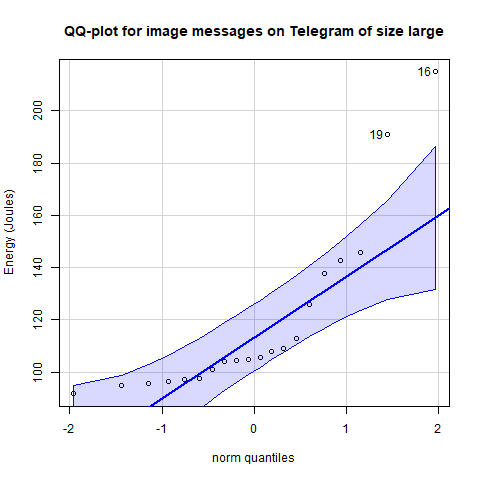 QQ-plot for image messages on Telegram of size large
16
19
200
180
160
140
120
100
Energy (Joules)
-2 -1 0 1 2
norm quantiles